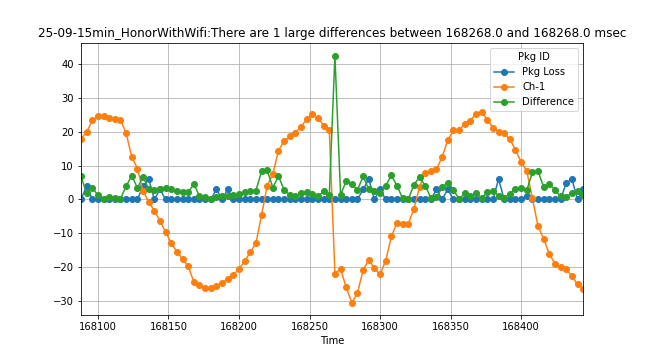 25-09-15min_HonorWithWifi:There are 1 large differences between 168268.0 and 168268.0 msec
Pkg ID
Pkg Loss
Ch-1
Difference
40
30
20
10
0
−10
−20
−30
168100 168150 168200 168250 168300 168350 168400
Time